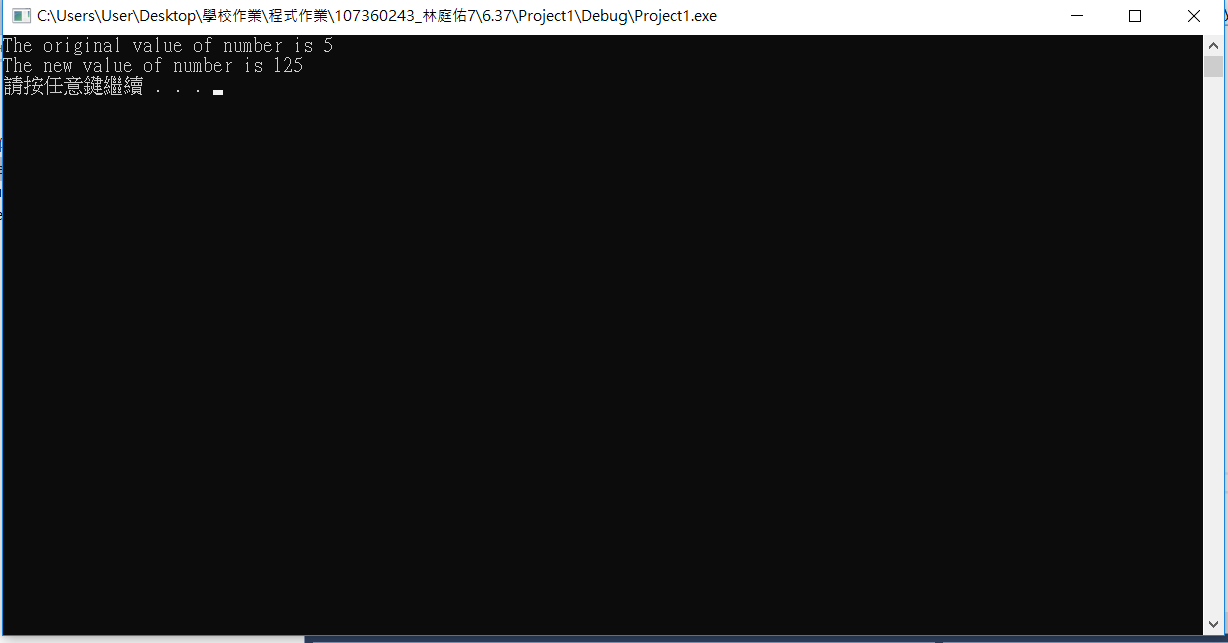 C:\Users\User\Desktop\學校作業\程式作業\107360243_林庭佑7\6.37\Project1\Debug\Project1.exe
The original value of number is 5
The new value of number is 125
請按任意鍵繼續 . . .